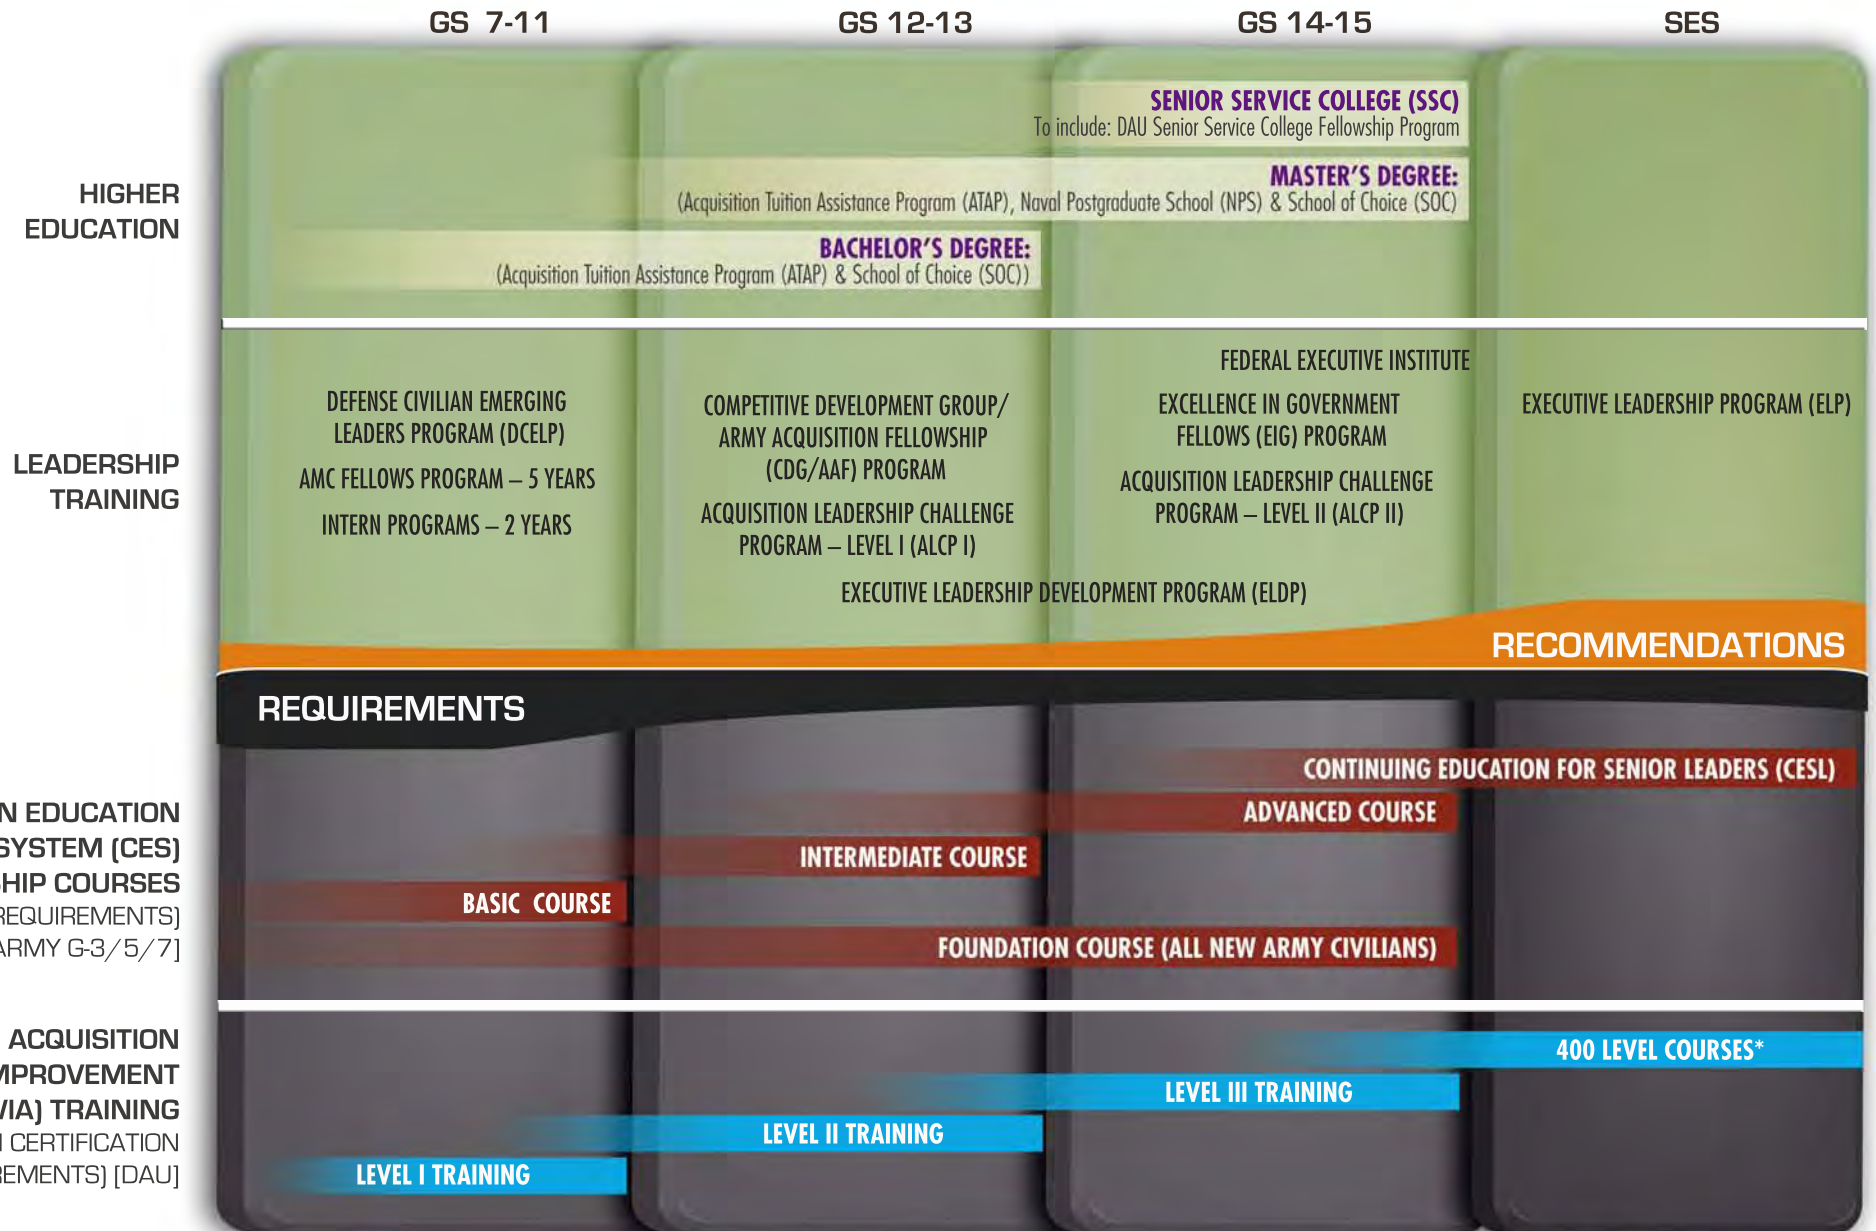 GS 7-11
GS 12-13
GS 14-15
SES
HIGHER
EDUCATION
SENIOR SERVICE COLLEGE (SSC)
To include: DAU Senior Service College Fellowship Program
MASTER'S DEGREE:
(Acquisition Tuition Assistance Program (ATAP), Naval Postgraduate School (NPS) & School of Choice (SOC)
BACHELOR'S DEGREE:
(Acquisition Tuition Assistance Program (ATAP) & School of Choice (SOC))
LEADERSHIP
TRAINING
DEFENSE CIVILIAN EMERGING
LEADERS PROGRAM (DCELP)
AMC FELLOWS PROGRAM – 5 YEARS
INTERN PROGRAMS – 2 YEARS
COMPETITIVE DEVELOPMENT GROUP/
ARMY ACQUISITION FELLOWSHIP
(CDG/AAF) PROGRAM
ACQUISITION LEADERSHIP CHALLENGE
PROGRAM – LEVEL I (ALCP I)
FEDERAL EXECUTIVE INSTITUTE
EXCELLENCE IN GOVERNMENT
FELLOWS (EIG) PROGRAM
ACQUISITION LEADERSHIP CHALLENGE
PROGRAM – LEVEL II (ALCP II)
EXECUTIVE LEADERSHIP PROGRAM (ELP)
EXECUTIVE LEADERSHIP DEVELOPMENT PROGRAM (ELDP)
RECOMMENDATIONS
REQUIREMENTS
N EDUCATION
SYSTEM (CES)
SHIP COURSES
REQUIREMENTS)
ARMY G-3/5/7]
CONTINUING EDUCATION FOR SENIOR LEADERS (CESL)
ADVANCED COURSE
INTERMEDIATE COURSE
BASIC COURSE
FOUNDATION COURSE (ALL NEW ARMY CIVILIANS)
ACQUISITION
MPROVEMENT
WIA) TRAINING
N CERTIFICATION
REMENTS) [DAU]
400 LEVEL COURSES*
LEVEL III TRAINING
LEVEL II TRAINING
LEVEL I TRAINING